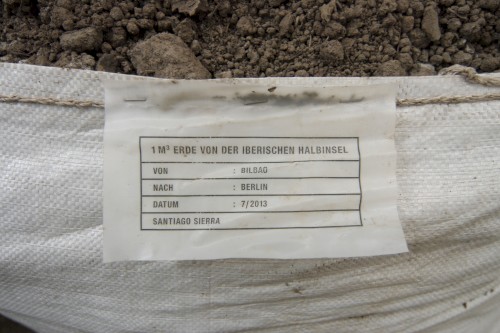 1 M³ ERDE VON DER IBERISCHEN HALBINSEL
VON : BILBAO
NACH : BERLIN
DATUM : 7/2013
SANTIAGO SIERRA